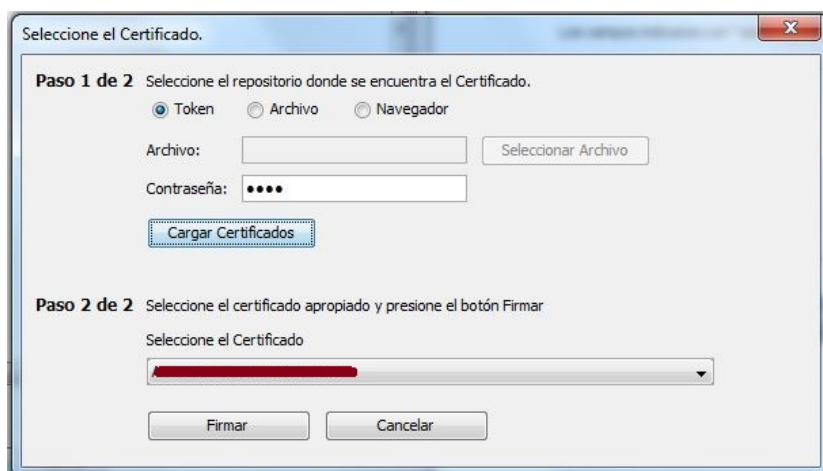 Seleccione el Certificado.
Paso 1 de 2 Seleccione el repositorio donde se encuentra el Certificado.
Token Archivo Navegador
Archivo: Seleccionar Archivo
Contraseña: ••••
Cargar Certificados
Paso 2 de 2 Seleccione el certificado apropiado y presione el botón Firmar
Seleccione el Certificado
Firmar Cancelar